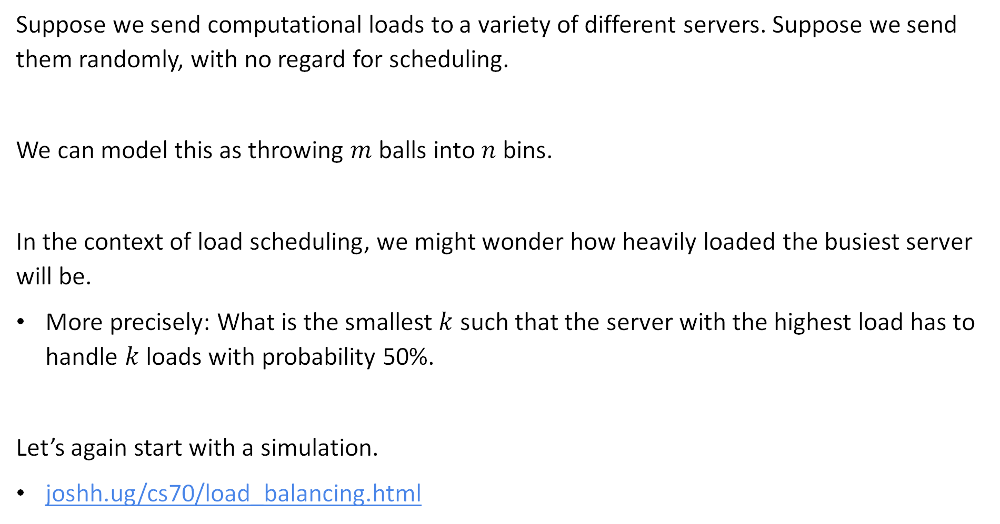 Suppose we send computational loads to a variety of different servers. Suppose we send
them randomly, with no regard for scheduling.
We can model this as throwing m balls into n bins.
In the context of load scheduling, we might wonder how heavily loaded the busiest server
will be.
• More precisely: What is the smallest k such that the server with the highest load has to
handle k loads with probability 50%.
Let’s again start with a simulation.
• joshh.ug/cs70/load_balancing.html